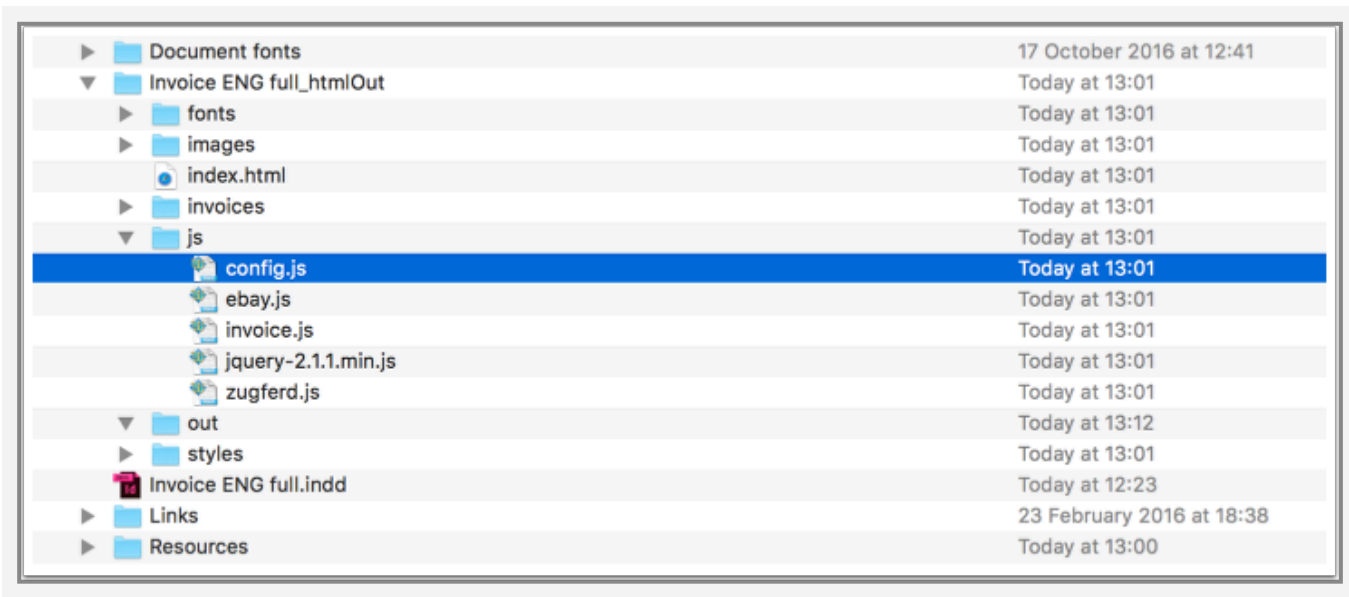 Document fonts 17 October 2016 at 12:41
Invoice ENG full_htmlOut Today at 13:01
fonts Today at 13:01
images Today at 13:01
index.html Today at 13:01
invoices Today at 13:01
js Today at 13:01
config.js Today at 13:01
ebay.js Today at 13:01
invoice.js Today at 13:01
jquery-2.1.1.min.js Today at 13:01
zugferd.js Today at 13:01
out Today at 13:12
styles Today at 13:01
Invoice ENG full.indd Today at 12:23
Links 23 February 2016 at 18:38
Resources Today at 13:00